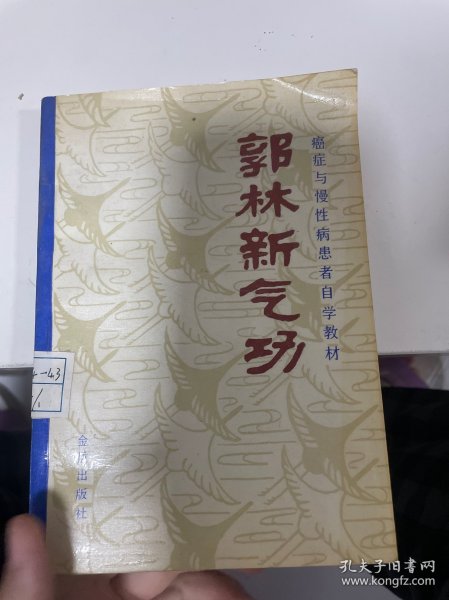 癌症与慢性病患者自学教材
郭林新气功
金盾出版社
-43
孔夫子旧书网
www.kongfz.com